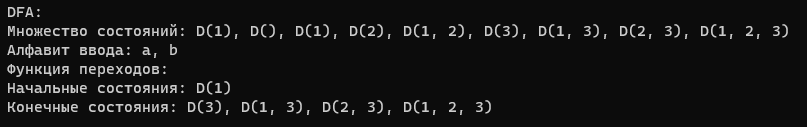 DFA:
Множество состояний: D(1), D(), D(1), D(2), D(1, 2), D(3), D(1, 3), D(2, 3), D(1, 2, 3)
Алфавит ввода: a, b
Функция переходов:
Начальные состояния: D(1)
Конечные состояния: D(3), D(1, 3), D(2, 3), D(1, 2, 3)